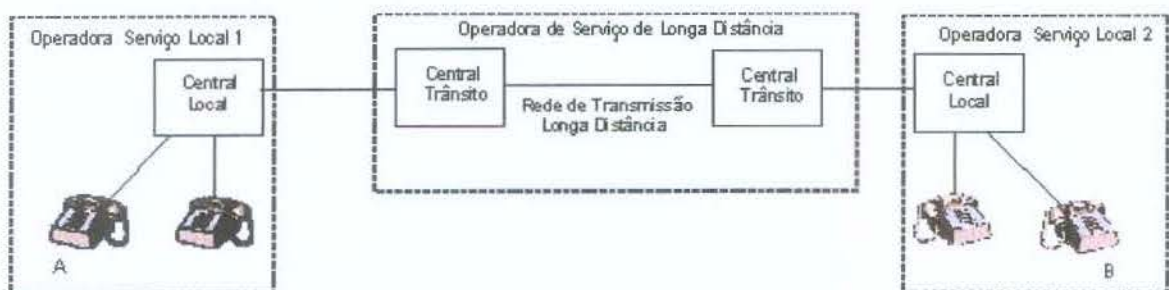 Operadora Serviço Local 1
Central
Local
A
Operadora de Serviço de Longa Distância
Central
Trânsito
Rede de Transmissão
Longa Distância
Central
Trânsito
Operadora Serviço Local 2
Central
Local
B